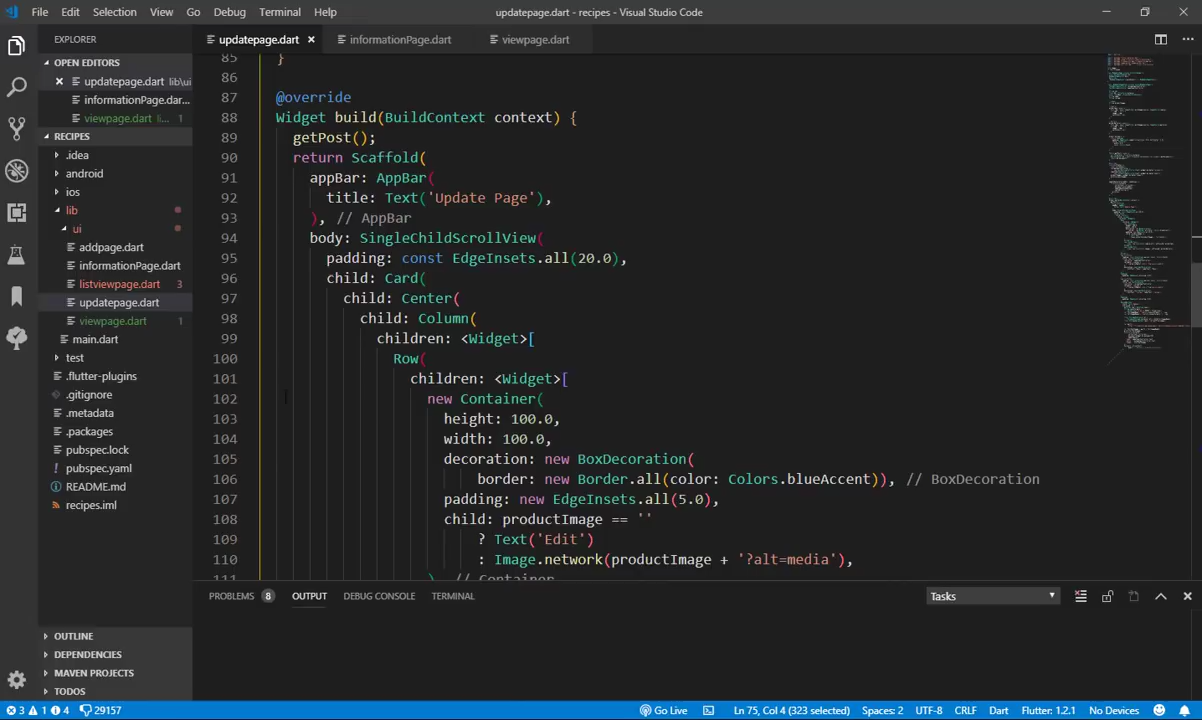 File Edit Selection View Go Debug Terminal Help
updatepage.dart - recipes - Visual Studio Code
EXPLORER
updatepage.dart
informationPage.dart
viewpage.dart
OPEN EDITORS
updatepage.dart lib\ui
informationPage.dar...
viewpage.dart li... 1
RECIPES
.idea
android
ios
lib
ui
addpage.dart
informationPage.dart
listviewpage.dart 3
updatepage.dart
viewpage.dart 1
main.dart
test
.flutter-plugins
.gitignore
.metadata
.packages
pubspec.lock
pubspec.yaml
README.md
recipes.iml
OUTLINE
DEPENDENCIES
MAVEN PROJECTS
TODOS
85 }
86
87 @override
88 Widget build(BuildContext context) {
89 getPost();
90 return Scaffold(
91 appBar: AppBar(
92 title: Text('Update Page'),
93 ), // AppBar
94 body: SingleChildScrollView(
95 padding: const EdgeInsets.all(20.0),
96 child: Card(
97 child: Center(
98 child: Column(
99 children: <Widget>[
100 Row(
101 children: <Widget>[
102 new Container(
103 height: 100.0,
104 width: 100.0,
105 decoration: new BoxDecoration(
106 border: new Border.all(color: Colors.blueAccent)), // BoxDecoration
107 padding: new EdgeInsets.all(5.0),
108 child: productImage == ''
109 ? Text('Edit')
110 : Image.network(productImage + '?alt=media'),
111 ) // Container
PROBLEMS 8 OUTPUT DEBUG CONSOLE TERMINAL
Tasks
3 1 4 29157
Go Live
Ln 75, Col 4 (323 selected) Spaces: 2 UTF-8 CRLF Dart Flutter: 1.2.1 No Devices